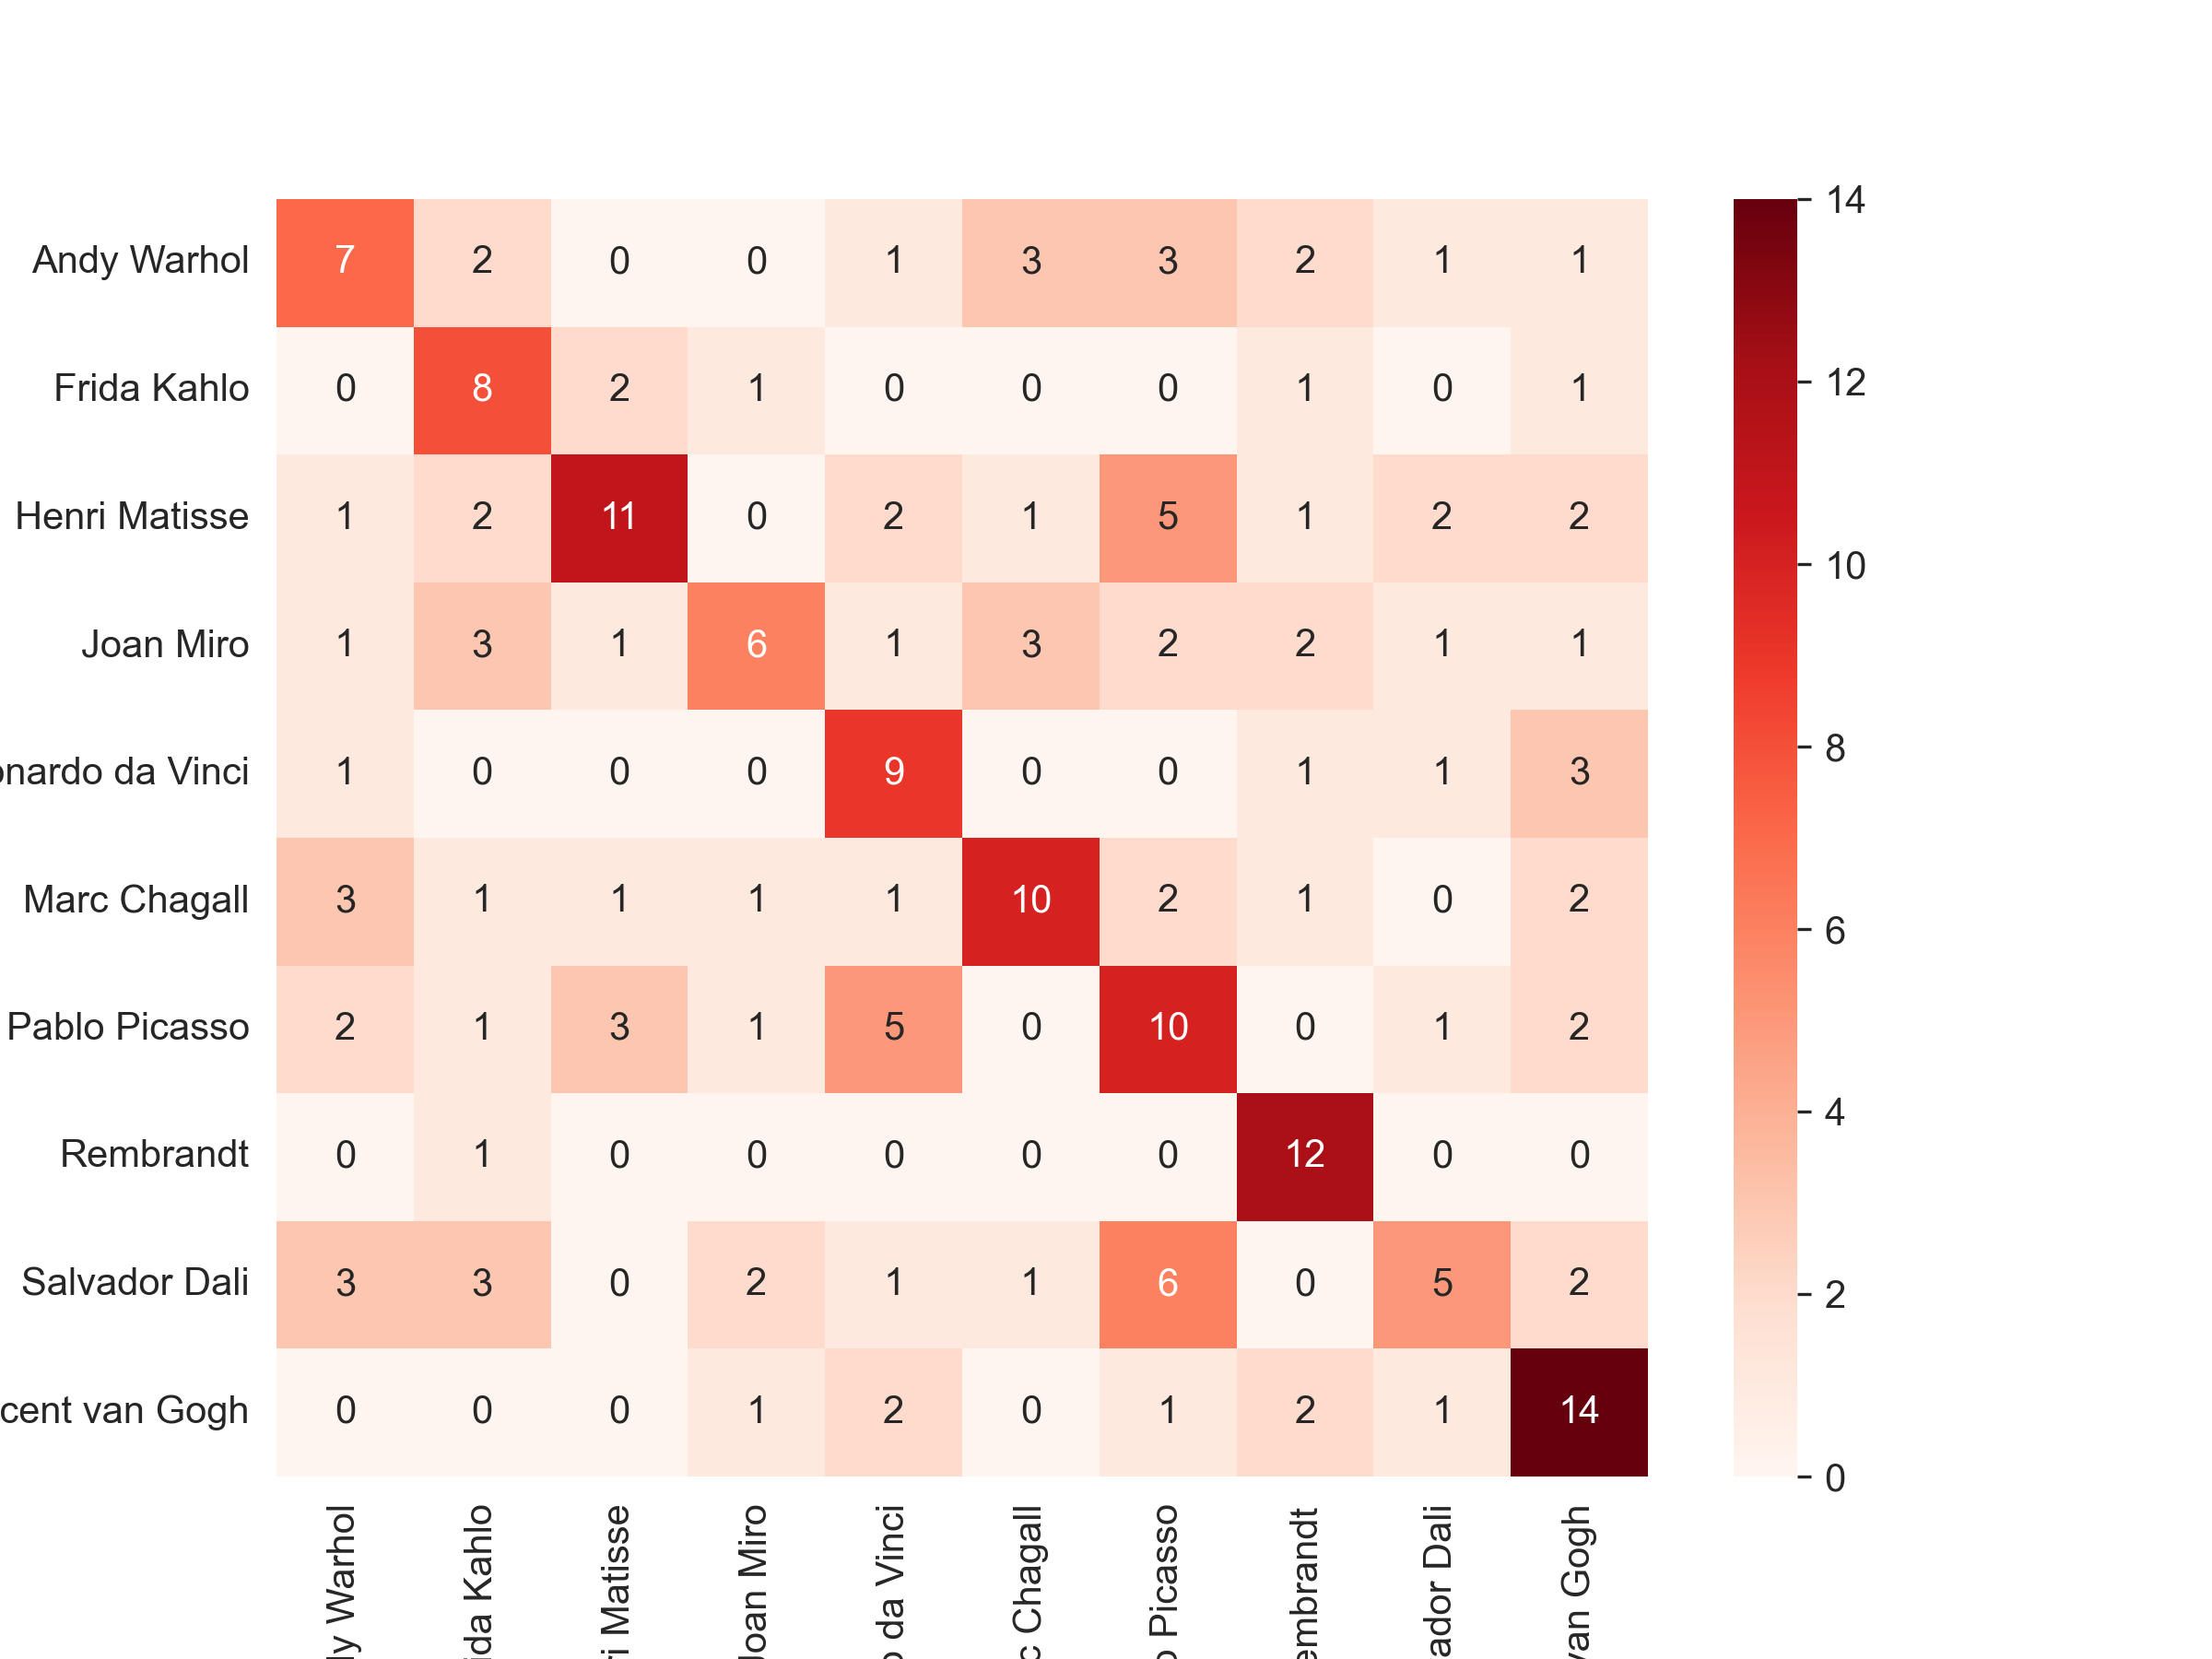 14
Andy Warhol 7 2 0 0 1 3 3 2 1 1
12
Frida Kahlo 0 8 2 1 0 0 0 1 0 1
Henri Matisse 1 2 11 0 2 1 5 1 2 2
10
Joan Miro 1 3 1 6 1 3 2 2 1 1
8
onardo da Vinci 1 0 0 0 9 0 0 1 1 3
Marc Chagall 3 1 1 1 1 10 2 1 0 2
6
Pablo Picasso 2 1 3 1 5 0 10 0 1 2
4
Rembrandt 0 1 0 0 0 0 0 12 0 0
Salvador Dali 3 3 0 2 1 1 6 0 5 2
2
cent van Gogh 0 0 0 1 2 0 1 2 1 14
0
dy Warhol
ida Kahlo
ri Matisse
Joan Miro
o da Vinci
c Chagall
o Picasso
embrandt
ador Dali
van Gogh